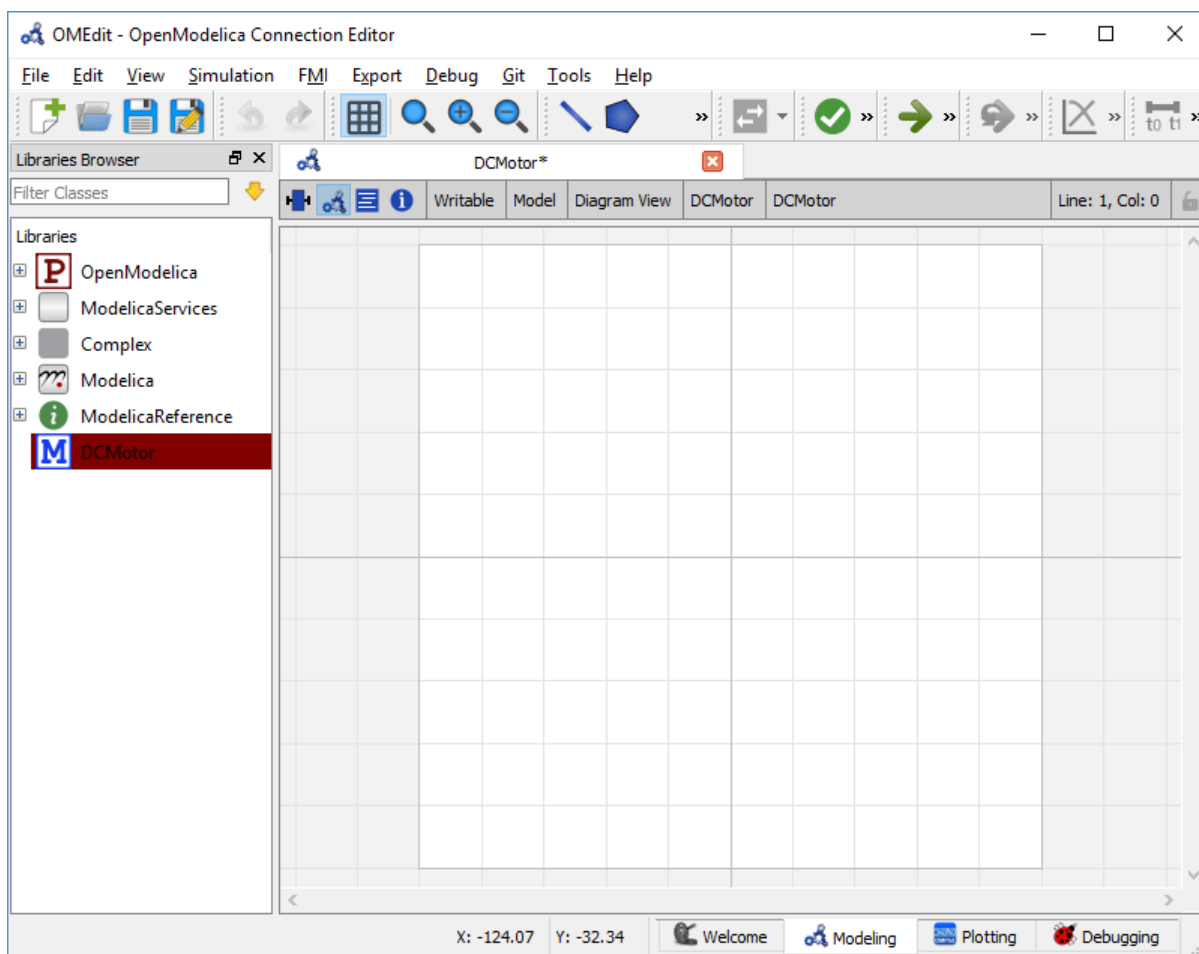 OMEdit - OpenModelica Connection Editor
File Edit View Simulation FMI Export Debug Git Tools Help
» » » » » t0 t1 »
Libraries Browser
DCMotor*
Filter Classes
Writable Model Diagram View DCMotor DCMotor Line: 1, Col: 0
Libraries
P OpenModelica
ModelicaServices
Complex
Modelica
i ModelicaReference
M DCMotor
X: -124.07 Y: -32.34 Welcome Modeling Plotting Debugging